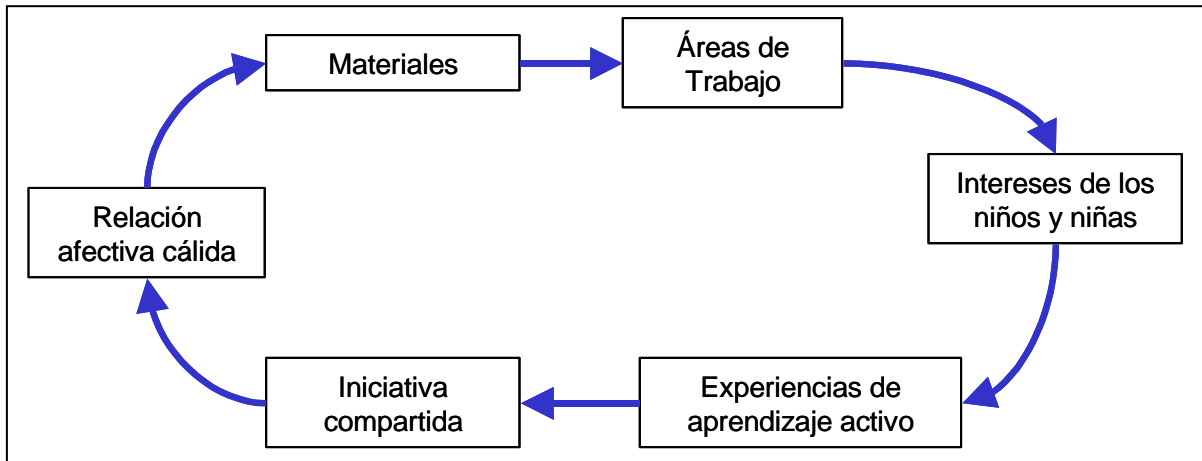 Materiales
Áreas de
Trabajo
Intereses de los
niños y niñas
Experiencias de
aprendizaje activo
Iniciativa
compartida
Relación
afectiva cálida